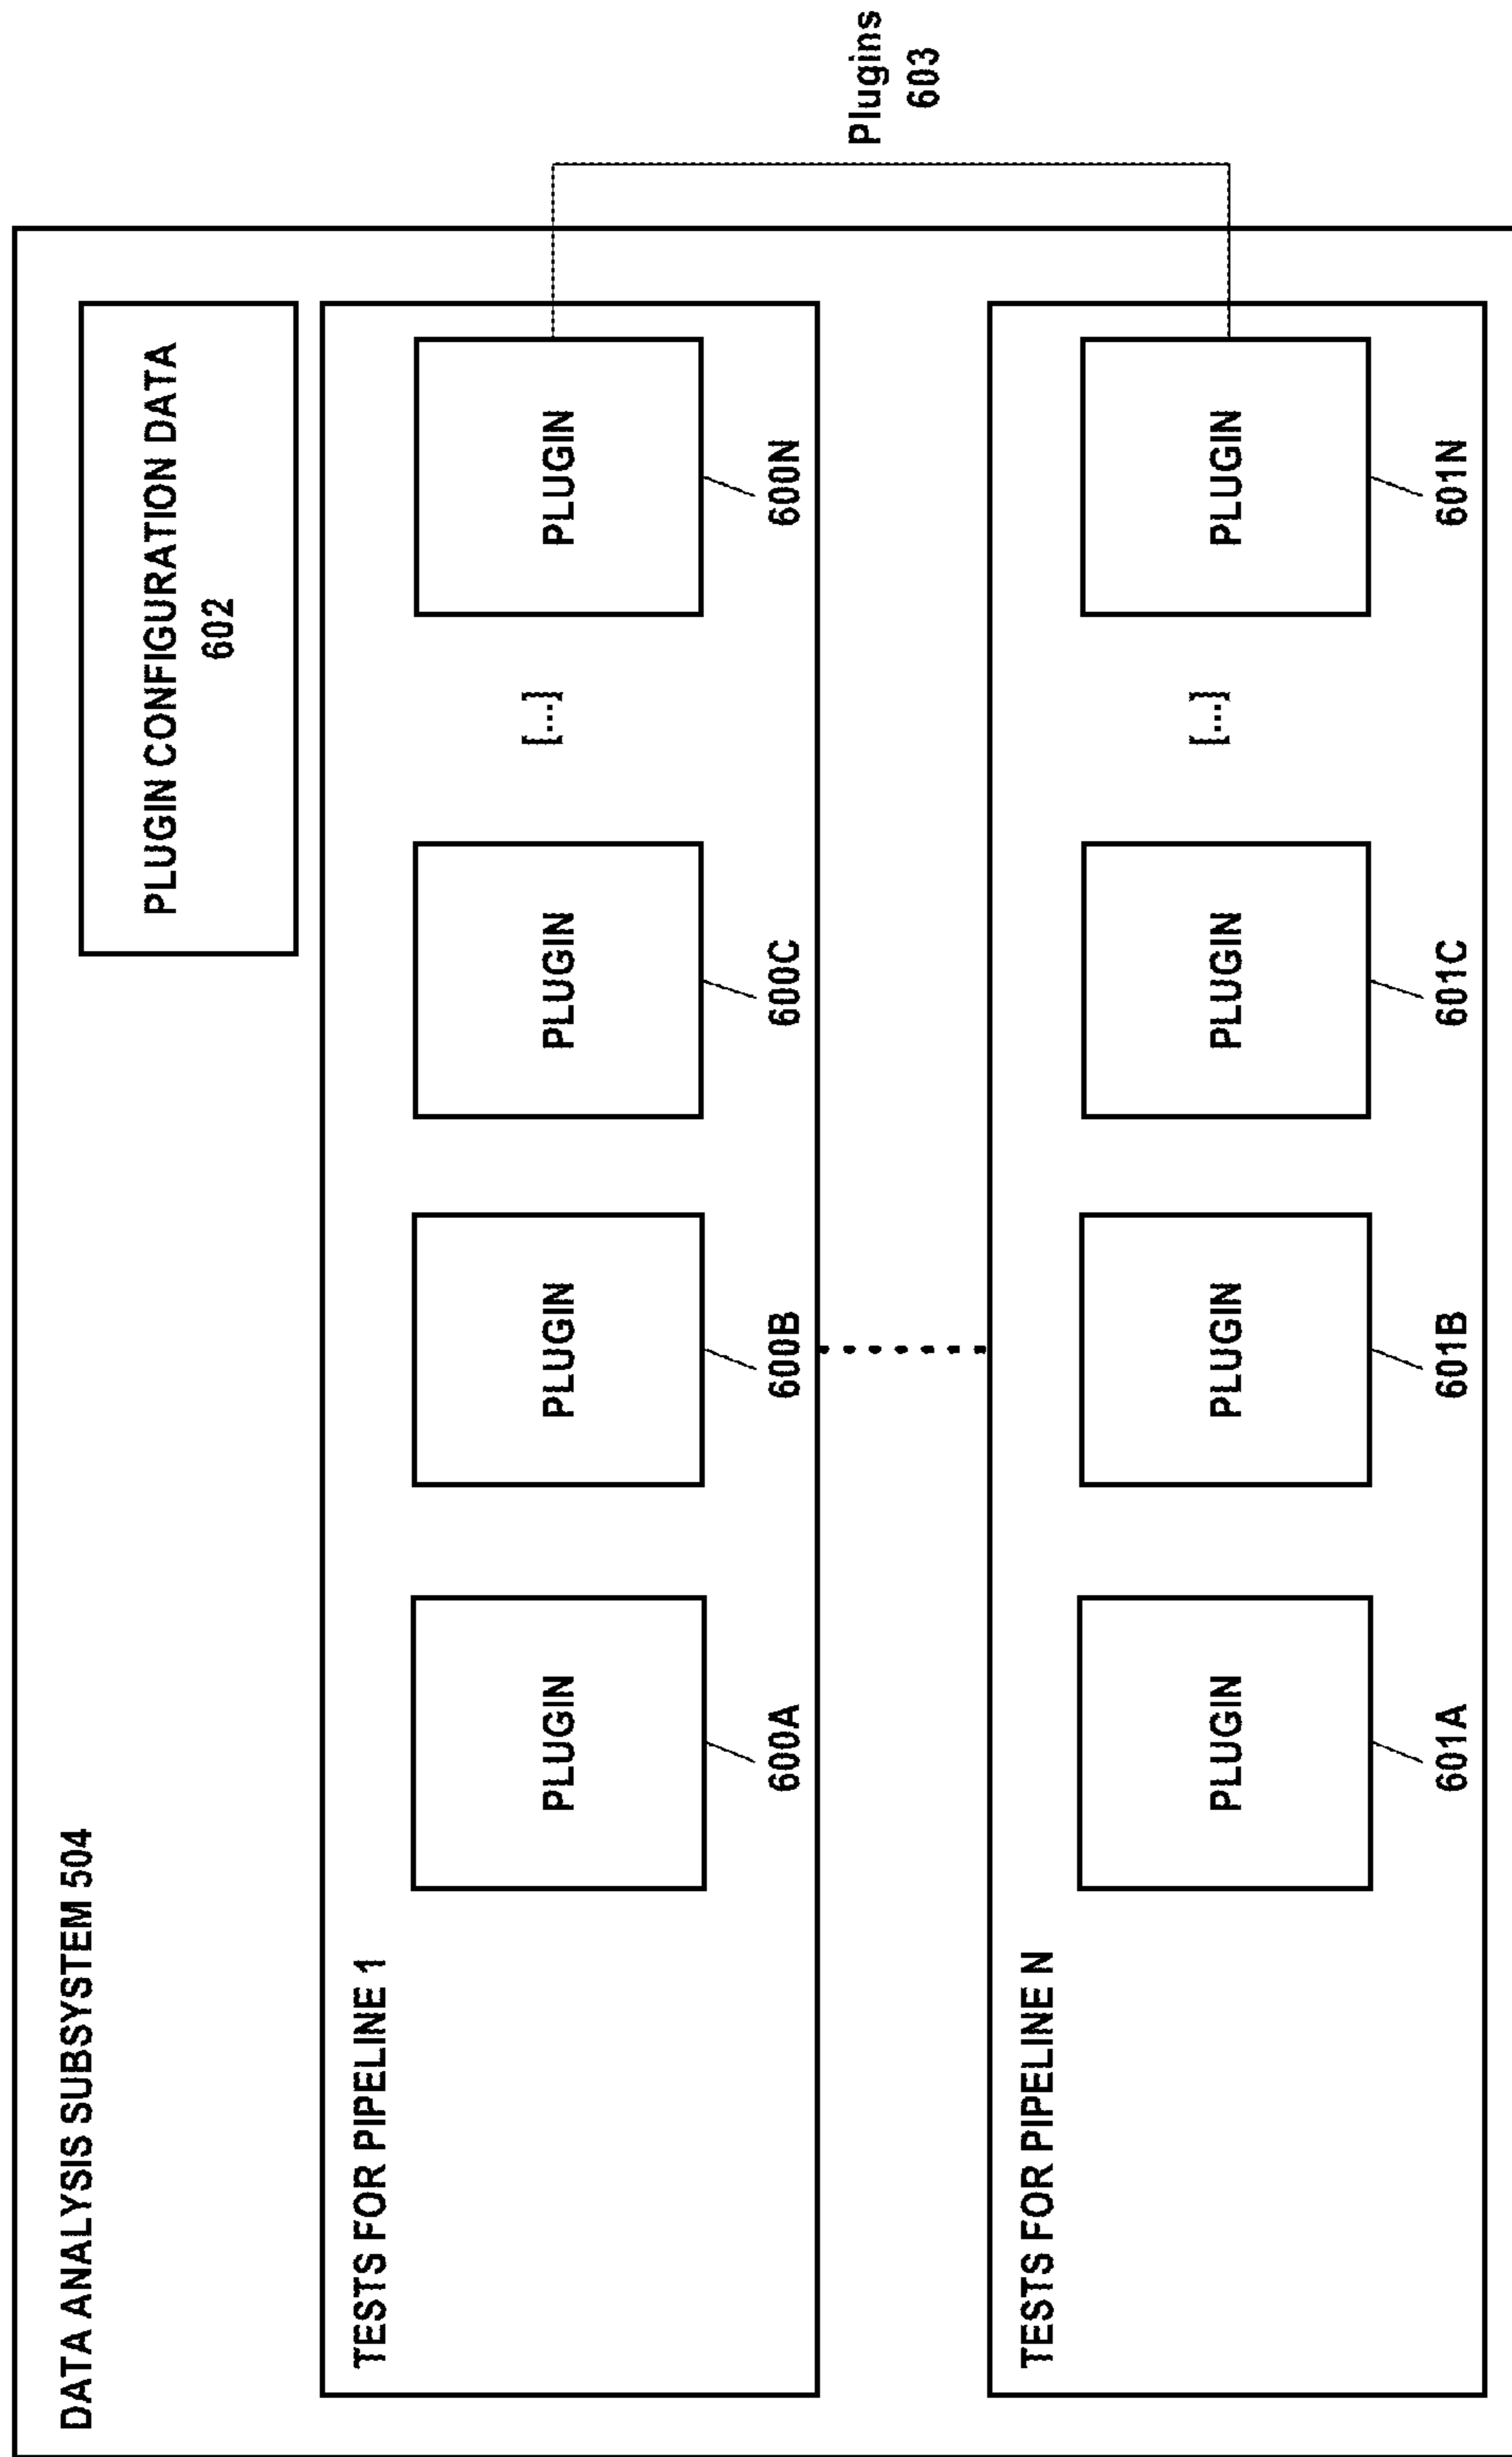 DATA ANALYSIS SUBSYSTEM 504
PLUGIN CONFIGURATION DATA
602
TESTS FOR PIPELINE 1
PLUGIN
PLUGIN
PLUGIN
[...]
PLUGIN
600A
600B
600C
600N
Plugins
603
TESTS FOR PIPELINE N
PLUGIN
PLUGIN
PLUGIN
[...]
PLUGIN
601A
601B
601C
601N